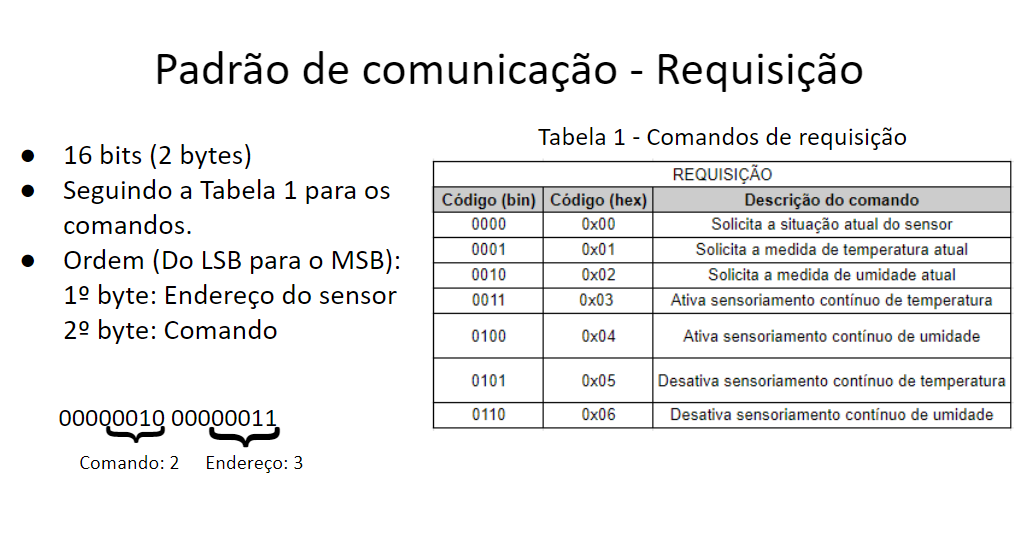 Padrão de comunicação - Requisição
● 16 bits (2 bytes)
● Seguindo a Tabela 1 para os
comandos.
● Ordem (Do LSB para o MSB):
1º byte: Endereço do sensor
2º byte: Comando
00000010 00000011
Comando: 2 Endereço: 3
Tabela 1 - Comandos de requisição
REQUISIÇÃO
Código (bin) Código (hex) Descrição do comando
0000 0x00 Solicita a situação atual do sensor
0001 0x01 Solicita a medida de temperatura atual
0010 0x02 Solicita a medida de umidade atual
0011 0x03 Ativa sensoriamento contínuo de temperatura
0100 0x04 Ativa sensoriamento contínuo de umidade
0101 0x05 Desativa sensoriamento contínuo de temperatura
0110 0x06 Desativa sensoriamento contínuo de umidade